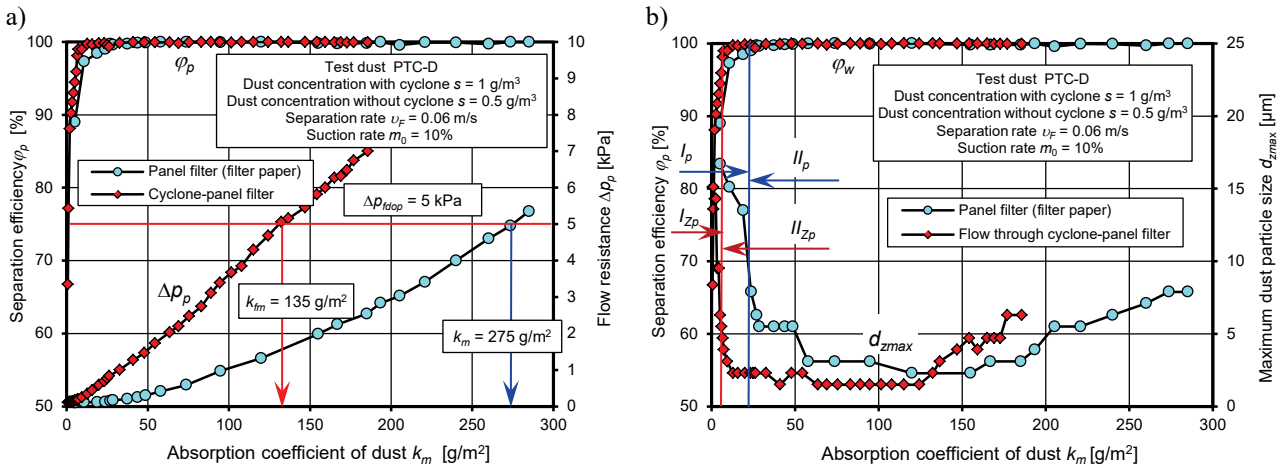 a)
100
90
80
70
60
50
Separation efficiency φp [%]
φp
Test dust PTC-D
Dust concentration with cyclone s = 1 g/m³
Dust concentration without cyclone s = 0.5 g/m³
Separation rate υF = 0.06 m/s
Suction rate m0 = 10%
Panel filter (filter paper)
Cyclone-panel filter
Δpfdop = 5 kPa
Δpp
kfm = 135 g/m²
km = 275 g/m²
10
9
8
7
6
5
4
3
2
1
0
Flow resistance Δpp [kPa]
0 50 100 150 200 250 300
Absorption coefficient of dust km [g/m²]
b)
100
90
80
70
60
50
Separation efficiency φp [%]
φw
Test dust PTC-D
Dust concentration with cyclone s = 1 g/m³
Dust concentration without cyclone s = 0.5 g/m³
Separation rate υF = 0.06 m/s
Suction rate m0 = 10%
Ip
IIp
IZp
IIZp
Panel filter (filter paper)
Flow through cyclone-panel filter
dzmax
25
20
15
10
5
0
Maximum dust particle size dzmax [µm]
0 50 100 150 200 250 300
Absorption coefficient of dust km [g/m²]